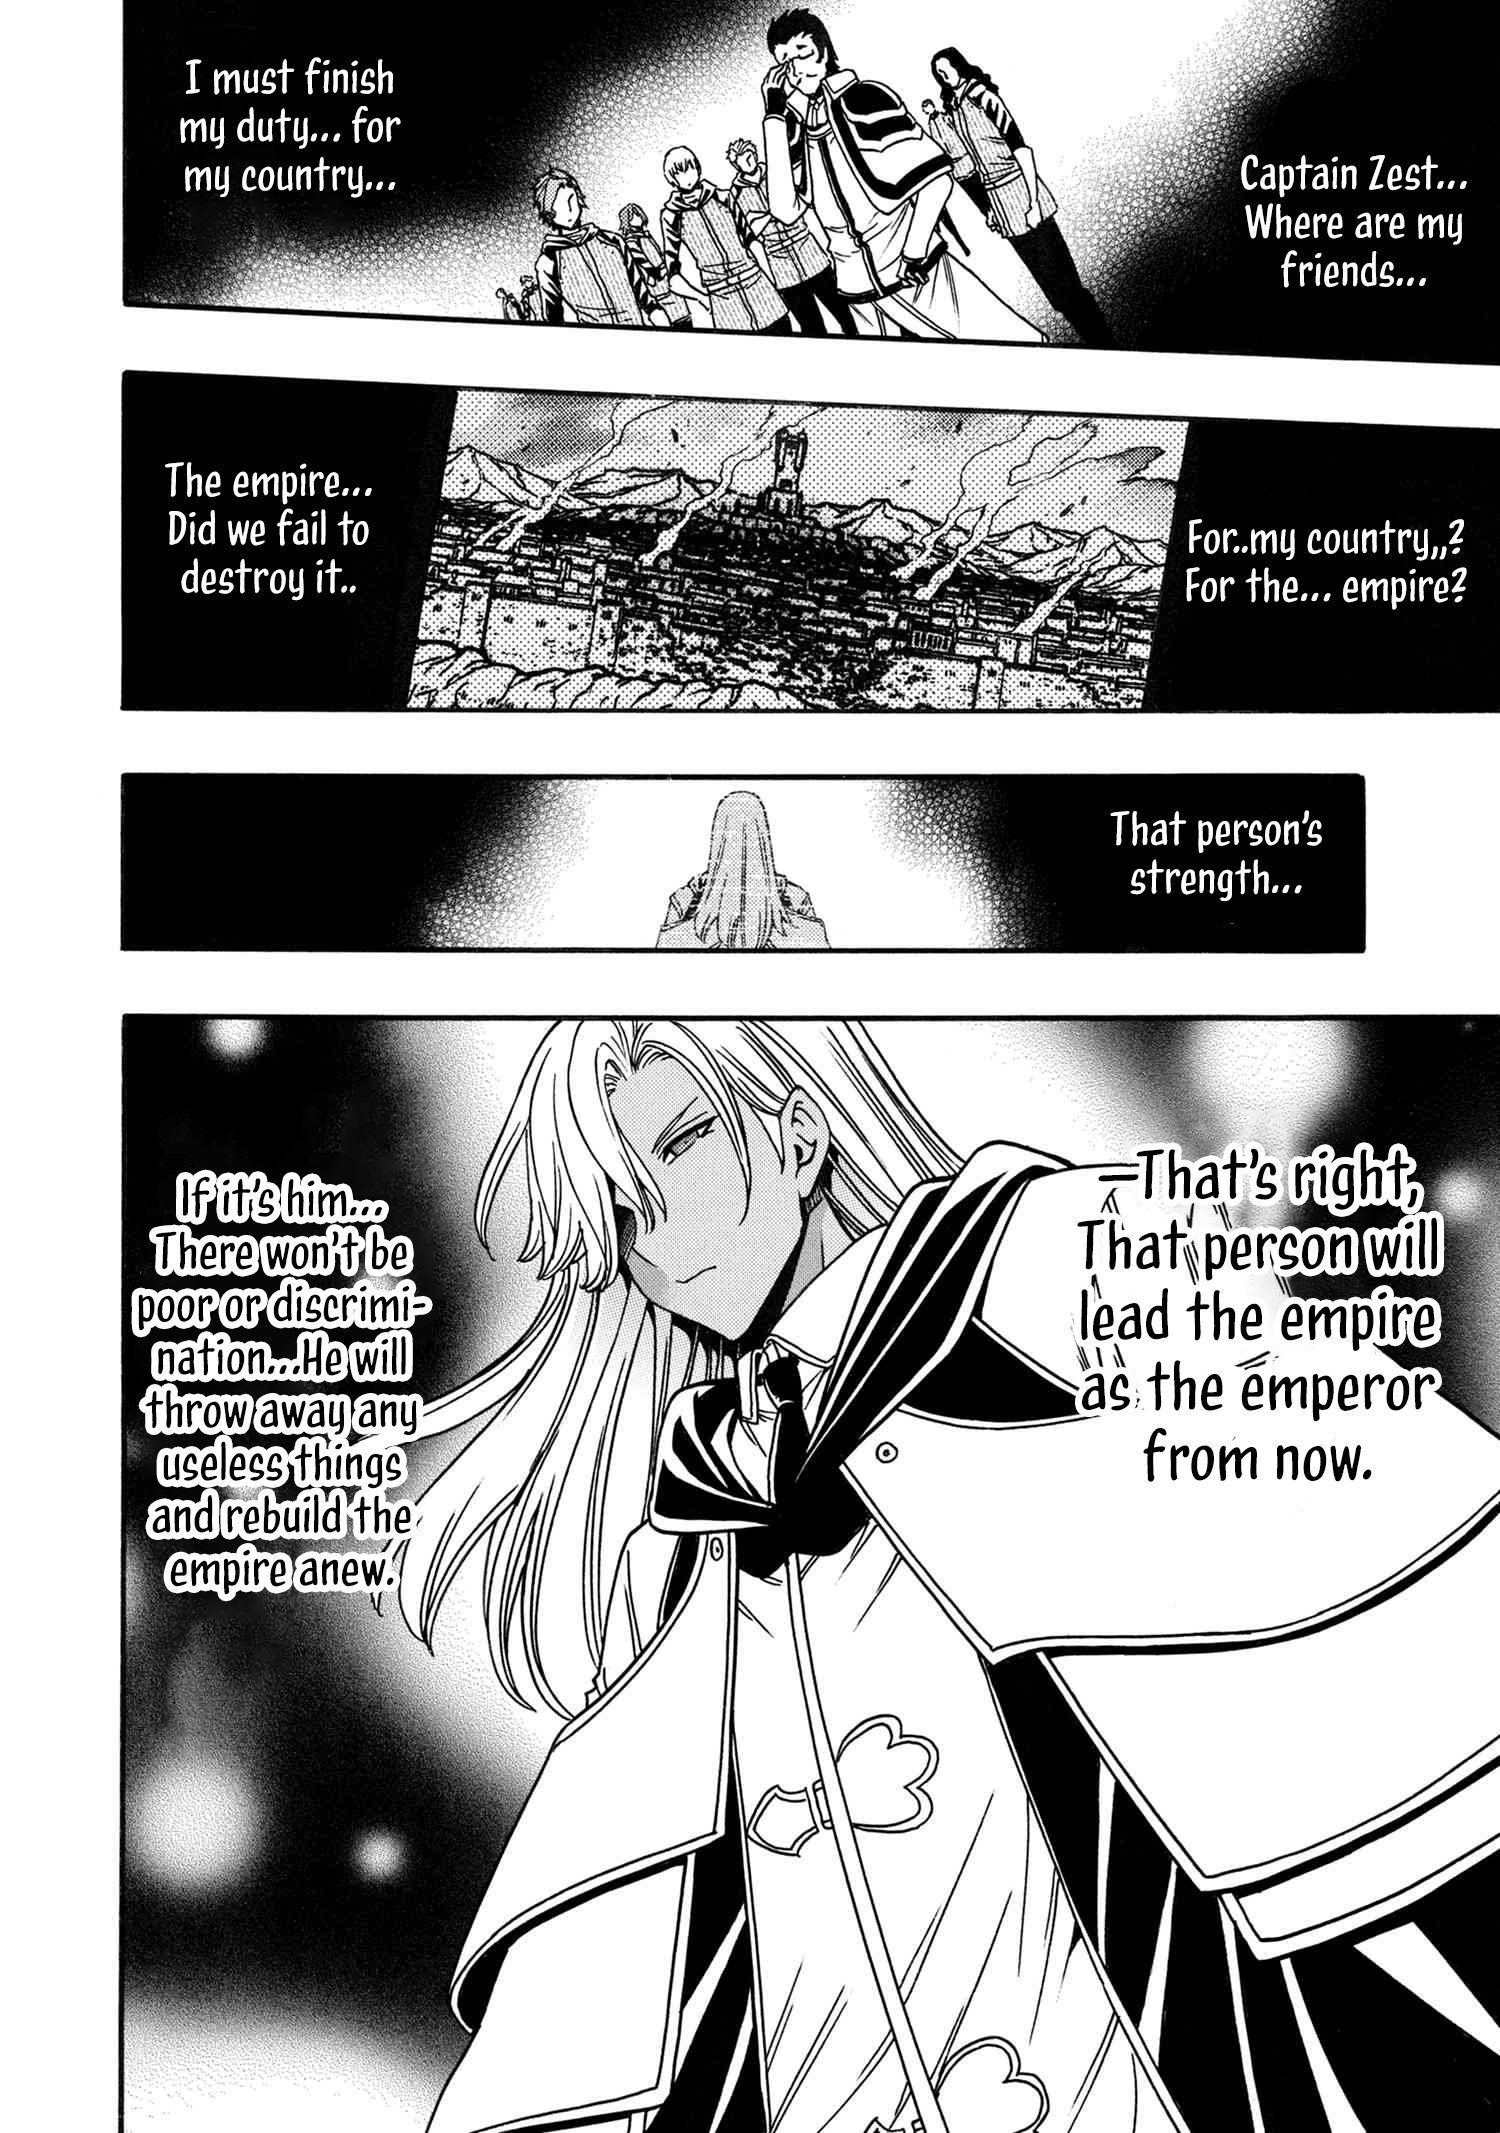 Captain Zest...
Where are my
friends...
I must finish
my duty... for
my country...
For..my country,,?
For the... empire?
The empire...
Did we fail to
destroy it..
That person's
strength...
—That's right,
That person will
lead the empire
as the emperor
from now.
If it's him...
There won't be
poor or discrimi-
nation...He will
throw away any
useless things
and rebuild the
empire anew.